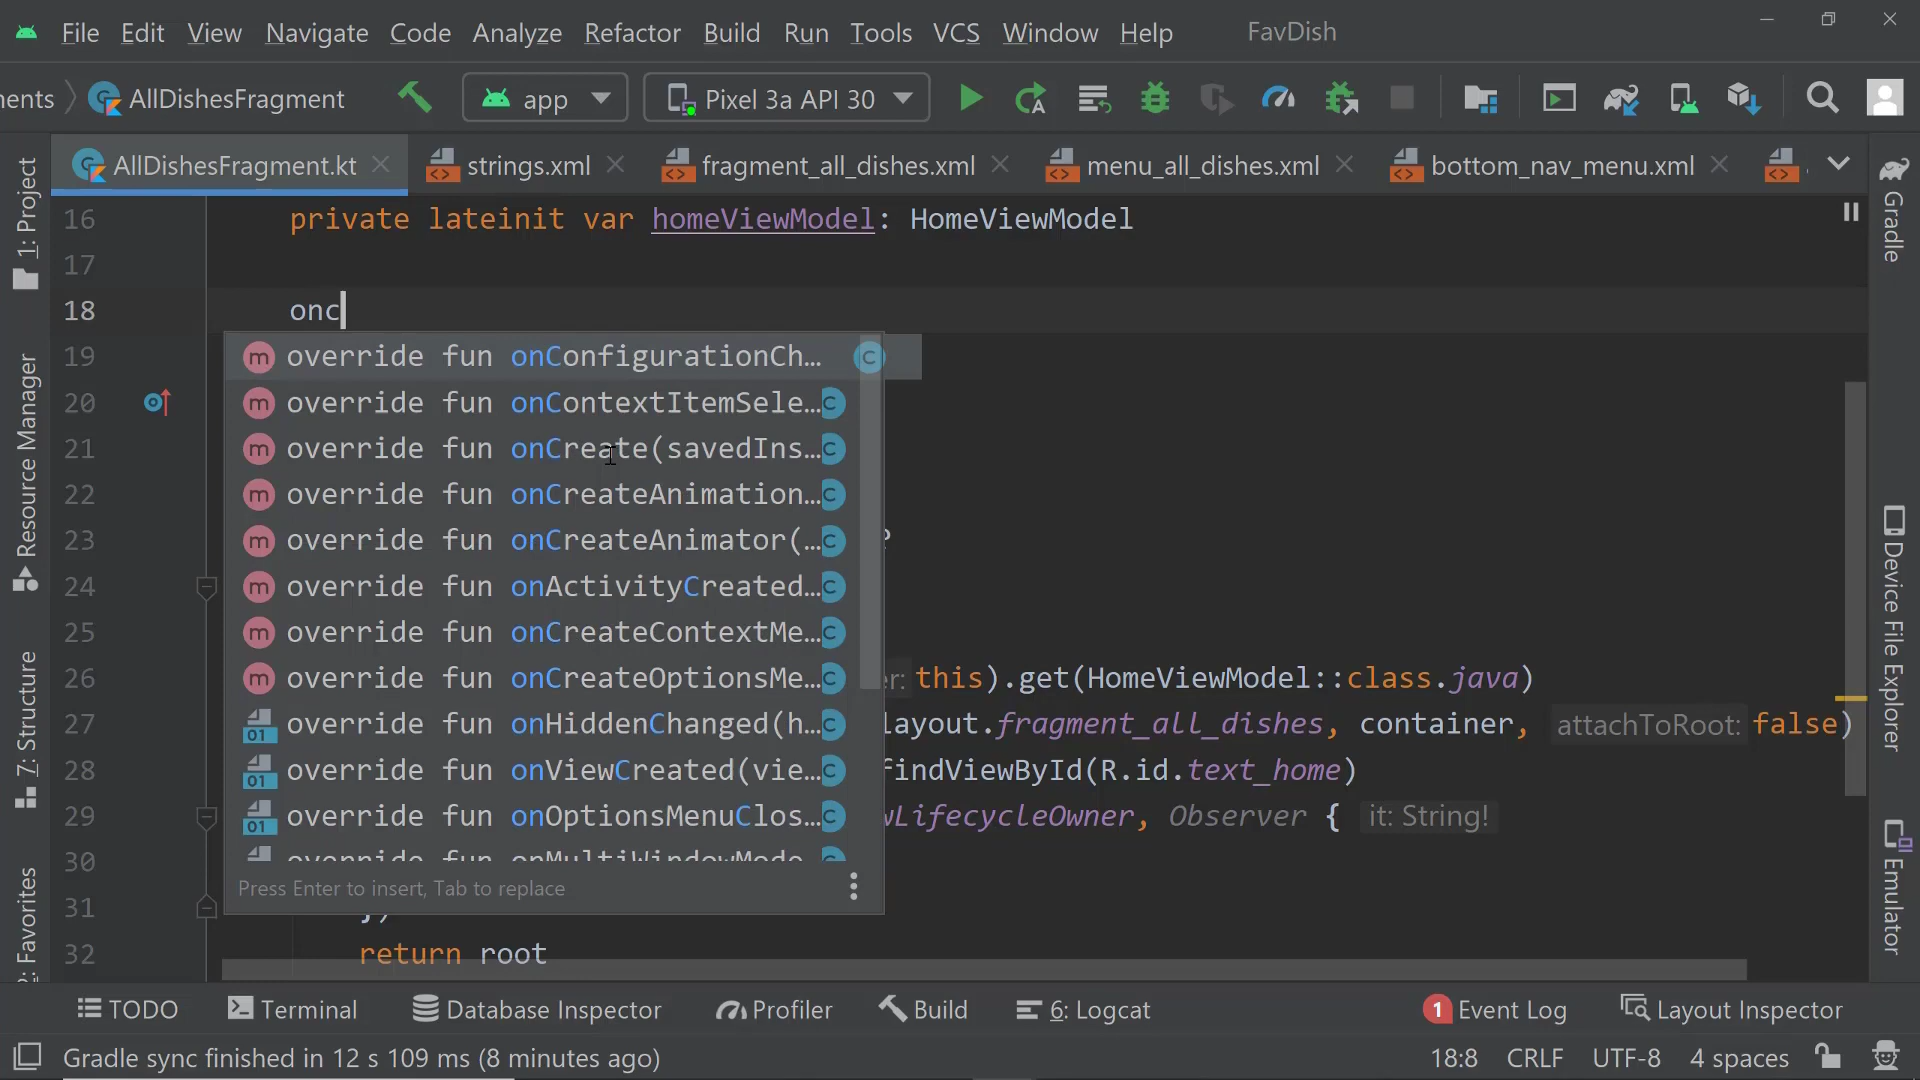 File Edit View Navigate Code Analyze Refactor Build Run Tools VCS Window Help FavDish
nents AllDishesFragment app Pixel 3a API 30
AllDishesFragment.kt strings.xml fragment_all_dishes.xml menu_all_dishes.xml bottom_nav_menu.xml
1: Project
Resource Manager
7: Structure
2: Favorites
16 private lateinit var homeViewModel: HomeViewModel
17
18 onc
19 override fun onConfigurationCh…
20 override fun onContextItemSele…
21 override fun onCreate(savedIns…
22 override fun onCreateAnimation…
23 override fun onCreateAnimator(… ?
24 override fun onActivityCreated…
25 override fun onCreateContextMe…
26 override fun onCreateOptionsMe… er: this).get(HomeViewModel::class.java)
27 override fun onHiddenChanged(h… layout.fragment_all_dishes, container, attachToRoot: false)
28 override fun onViewCreated(vie… findViewById(R.id.text_home)
29 override fun onOptionsMenuClos… wLifecycleOwner, Observer { it: String!
30 override fun onMultiWindowMode
Press Enter to insert, Tab to replace
31 })
32 return root
Gradle
Device File Explorer
Emulator
TODO Terminal Database Inspector Profiler Build 6: Logcat 1 Event Log Layout Inspector
Gradle sync finished in 12 s 109 ms (8 minutes ago) 18:8 CRLF UTF-8 4 spaces